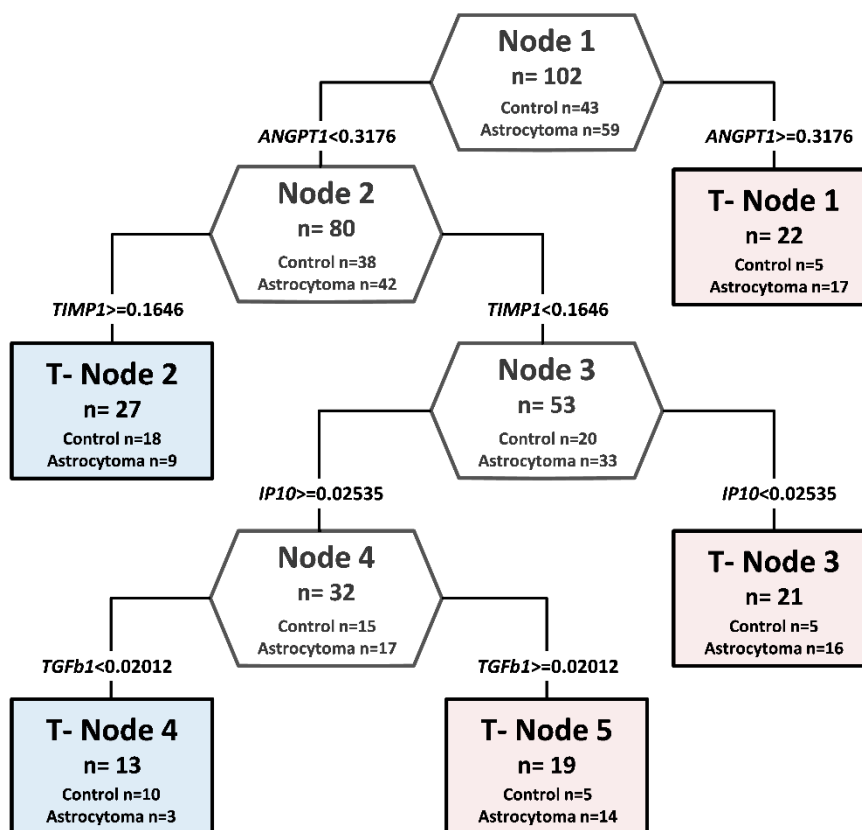 Node 1
n= 102
Control n=43
Astrocytoma n=59
ANGPT1<0.3176
ANGPT1>=0.3176
Node 2
n= 80
Control n=38
Astrocytoma n=42
T- Node 1
n= 22
Control n=5
Astrocytoma n=17
TIMP1>=0.1646
TIMP1<0.1646
T- Node 2
n= 27
Control n=18
Astrocytoma n=9
Node 3
n= 53
Control n=20
Astrocytoma n=33
IP10>=0.02535
IP10<0.02535
Node 4
n= 32
Control n=15
Astrocytoma n=17
T- Node 3
n= 21
Control n=5
Astrocytoma n=16
TGFb1<0.02012
TGFb1>=0.02012
T- Node 4
n= 13
Control n=10
Astrocytoma n=3
T- Node 5
n= 19
Control n=5
Astrocytoma n=14